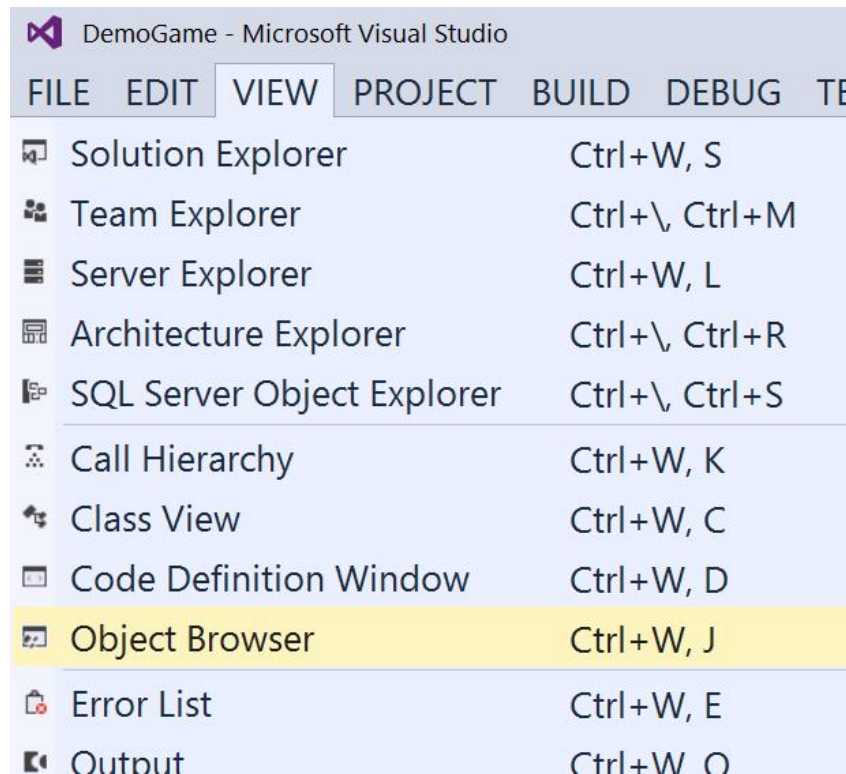 DemoGame - Microsoft Visual Studio
FILE EDIT VIEW PROJECT BUILD DEBUG TE
Solution Explorer Ctrl+W, S
Team Explorer Ctrl+\, Ctrl+M
Server Explorer Ctrl+W, L
Architecture Explorer Ctrl+\, Ctrl+R
SQL Server Object Explorer Ctrl+\, Ctrl+S
Call Hierarchy Ctrl+W, K
Class View Ctrl+W, C
Code Definition Window Ctrl+W, D
Object Browser Ctrl+W, J
Error List Ctrl+W, E
Output Ctrl+W, O